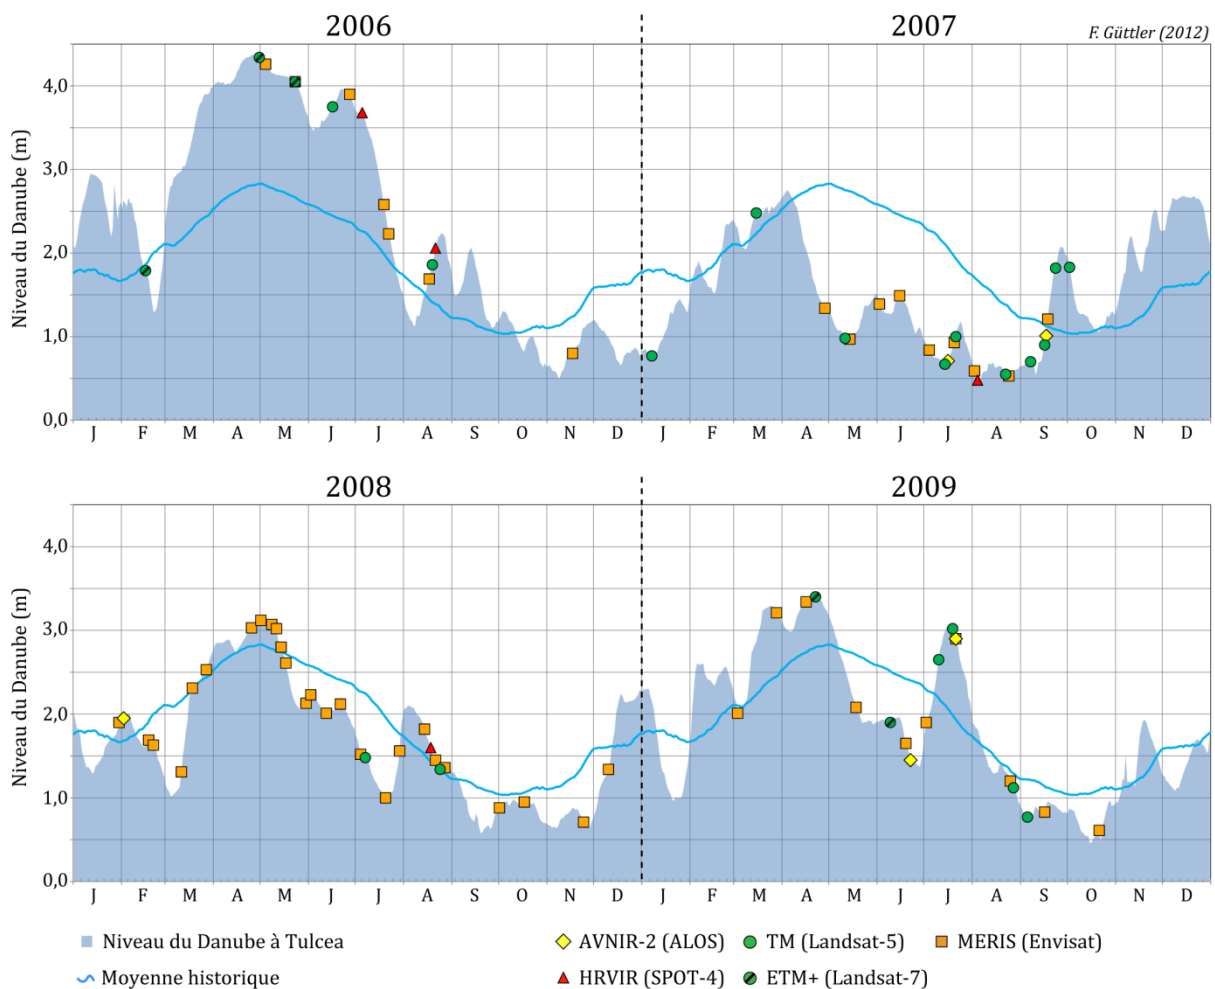 2006
2007
F. Güttler (2012)
Niveau du Danube (m)
4,0
3,0
2,0
1,0
0,0
J F M A M J J A S O N D J F M A M J J A S O N D
2008
2009
Niveau du Danube (m)
4,0
3,0
2,0
1,0
0,0
J F M A M J J A S O N D J F M A M J J A S O N D
Niveau du Danube à Tulcea
AVNIR-2 (ALOS)
TM (Landsat-5)
MERIS (Envisat)
Moyenne historique
HRVIR (SPOT-4)
ETM+ (Landsat-7)